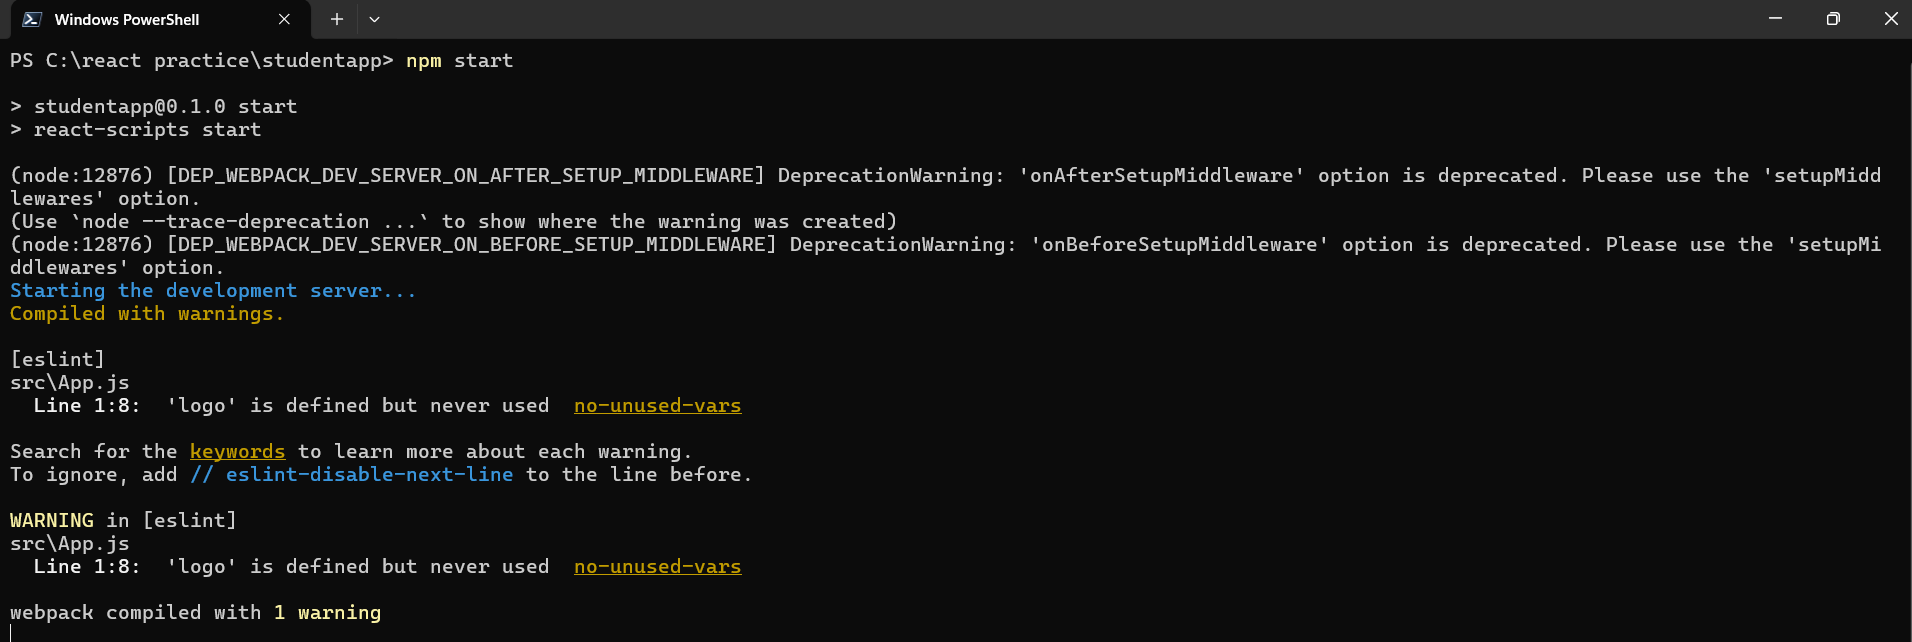 Windows PowerShell
PS C:\react practice\studentapp> npm start
> studentapp@0.1.0 start
> react-scripts start
(node:12876) [DEP_WEBPACK_DEV_SERVER_ON_AFTER_SETUP_MIDDLEWARE] DeprecationWarning: 'onAfterSetupMiddleware' option is deprecated. Please use the 'setupMidd
lewares' option.
(Use `node --trace-deprecation ...` to show where the warning was created)
(node:12876) [DEP_WEBPACK_DEV_SERVER_ON_BEFORE_SETUP_MIDDLEWARE] DeprecationWarning: 'onBeforeSetupMiddleware' option is deprecated. Please use the 'setupMi
ddlewares' option.
Starting the development server...
Compiled with warnings.
[eslint]
src\App.js
  Line 1:8:  'logo' is defined but never used  no-unused-vars
Search for the keywords to learn more about each warning.
To ignore, add // eslint-disable-next-line to the line before.
WARNING in [eslint]
src\App.js
  Line 1:8:  'logo' is defined but never used  no-unused-vars
webpack compiled with 1 warning